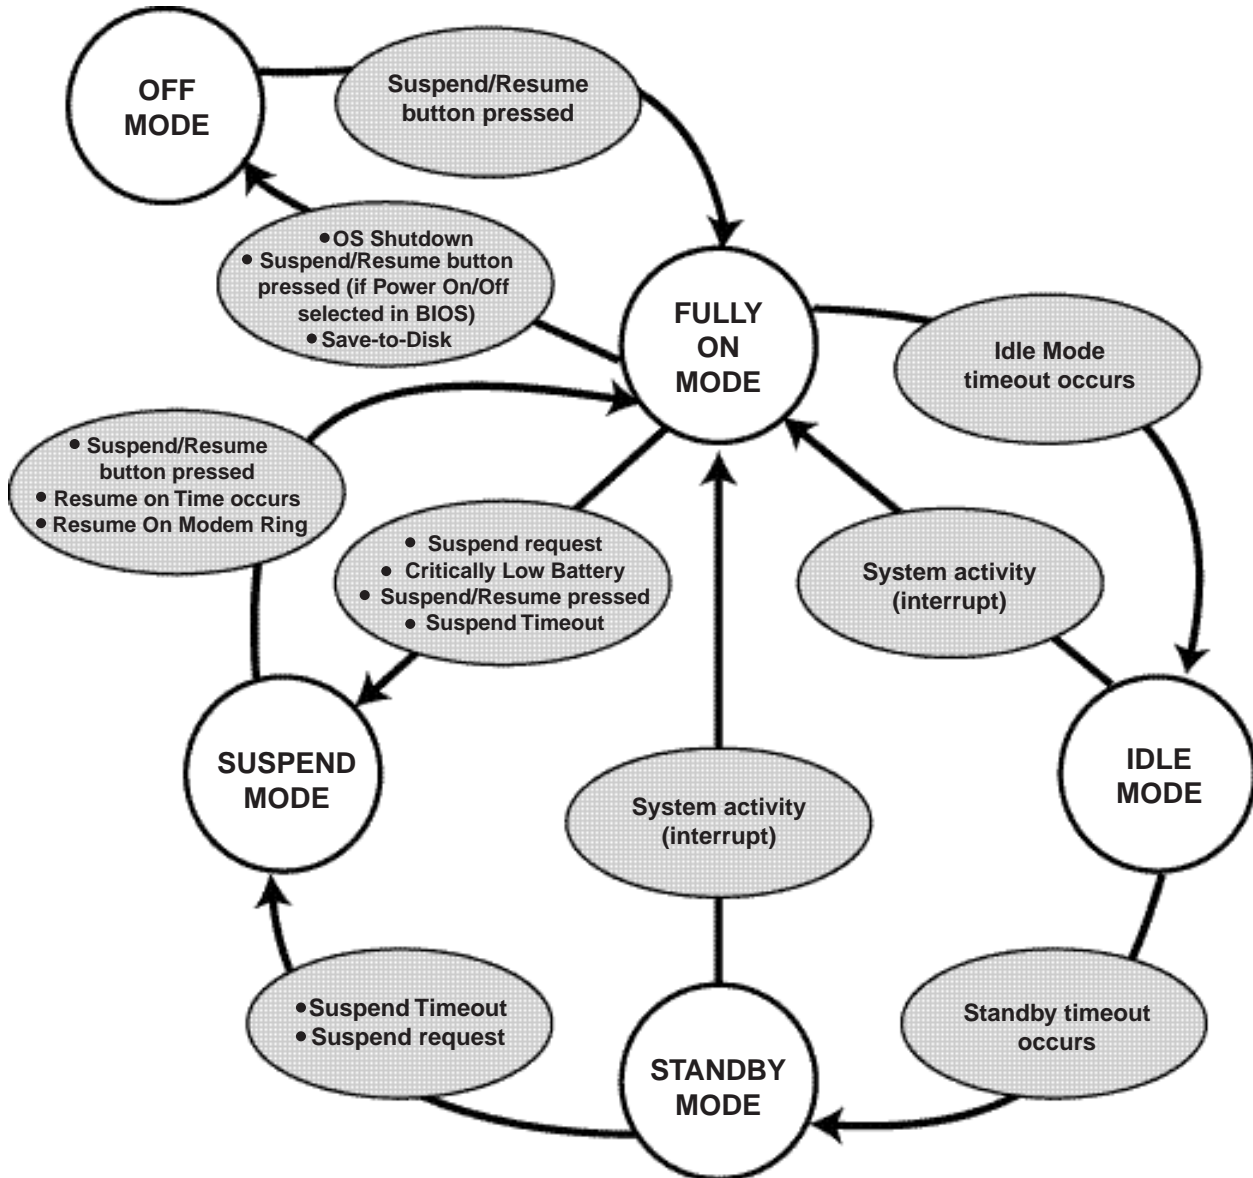 OFF
MODE
Suspend/Resume
button pressed
• OS Shutdown
• Suspend/Resume button
pressed (if Power On/Off
selected in BIOS)
• Save-to-Disk
FULLY
ON
MODE
Idle Mode
timeout occurs
• Suspend/Resume
button pressed
• Resume on Time occurs
• Resume On Modem Ring
• Suspend request
• Critically Low Battery
• Suspend/Resume pressed
• Suspend Timeout
System activity
(interrupt)
SUSPEND
MODE
System activity
(interrupt)
IDLE
MODE
• Suspend Timeout
• Suspend request
STANDBY
MODE
Standby timeout
occurs